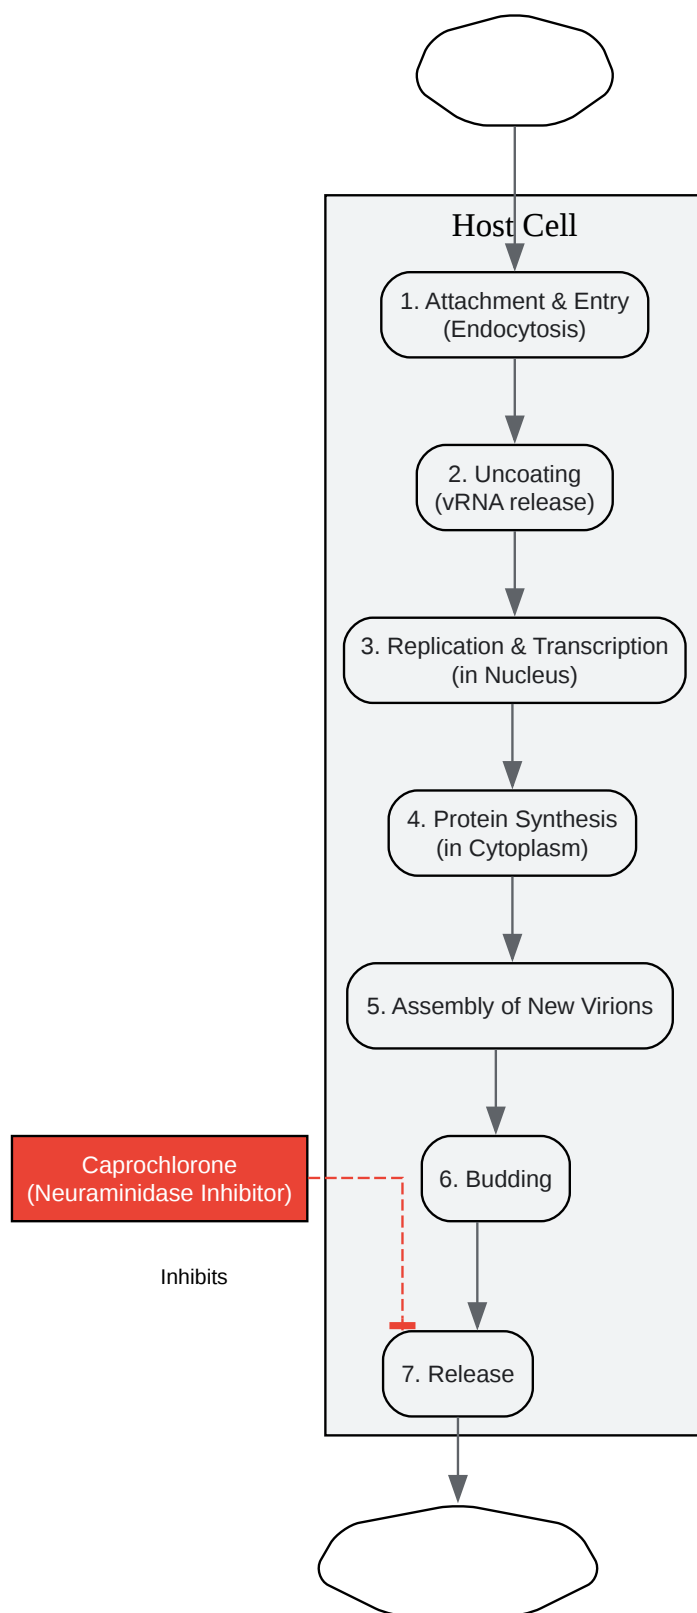 Host Cell
1. Attachment & Entry
(Endocytosis)
2. Uncoating
(vRNA release)
3. Replication & Transcription
(in Nucleus)
4. Protein Synthesis
(in Cytoplasm)
5. Assembly of New Virions
Caprochlorone
(Neuraminidase Inhibitor)
6. Budding
Inhibits
7. Release